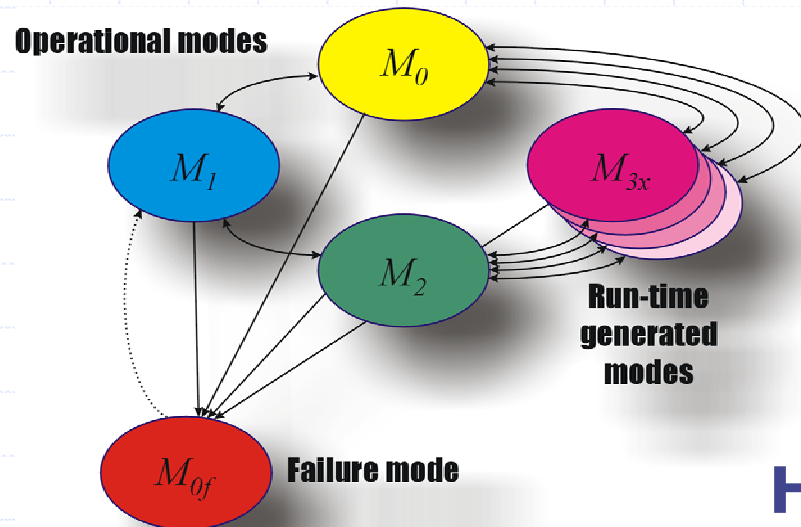 Operational modes
M0
M1
M3x
M2
Run-time
generated
modes
M0f
Failure mode
H